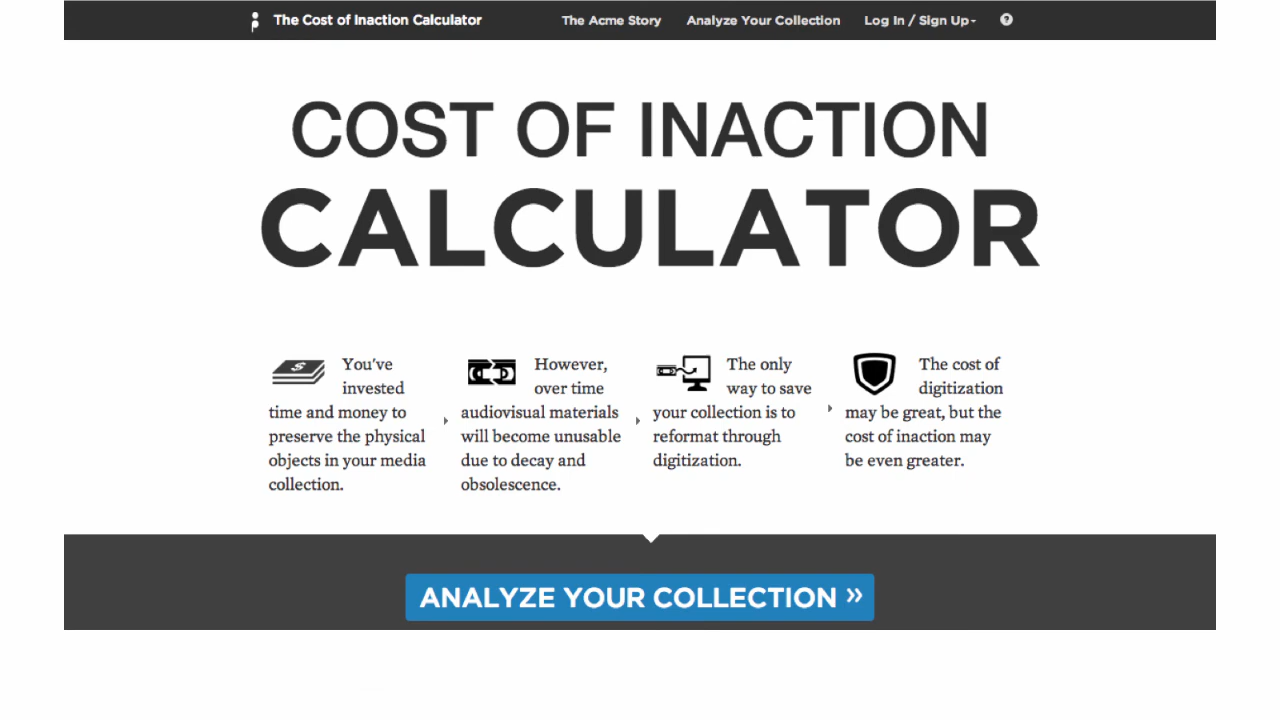 The Cost of Inaction Calculator The Acme Story Analyze Your Collection Log In / Sign Up
COST OF INACTION
CALCULATOR
You've
invested
time and money to
preserve the physical
objects in your media
collection.
However,
over time
audiovisual materials
will become unusable
due to decay and
obsolescence.
The only
way to save
your collection is to
reformat through
digitization.
The cost of
digitization
may be great, but the
cost of inaction may
be even greater.
ANALYZE YOUR COLLECTION »